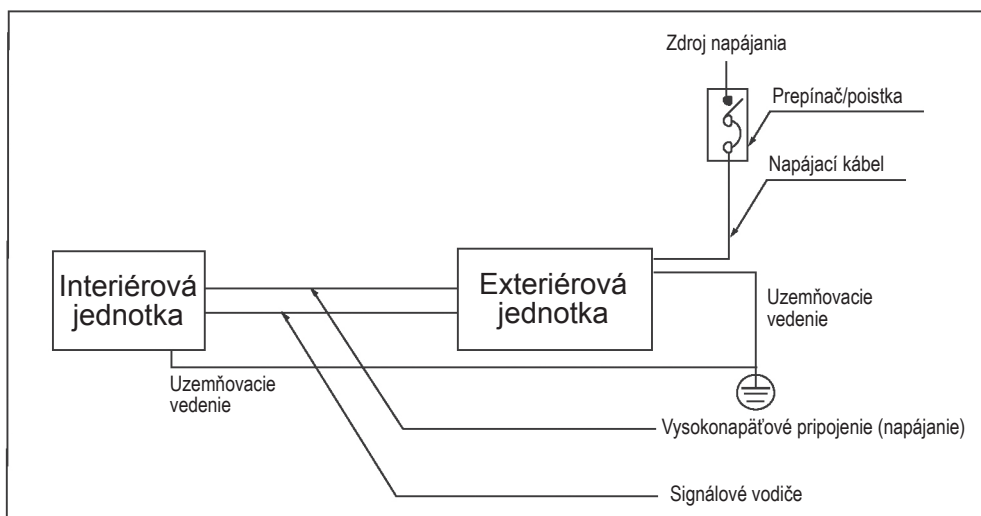 Zdroj napájania
Prepínač/poistka
Napájací kábel
Interiérová
jednotka
Exteriérová
jednotka
Uzemňovacie
vedenie
Uzemňovacie
vedenie
Vysokonapäťové pripojenie (napájanie)
Signálové vodiče